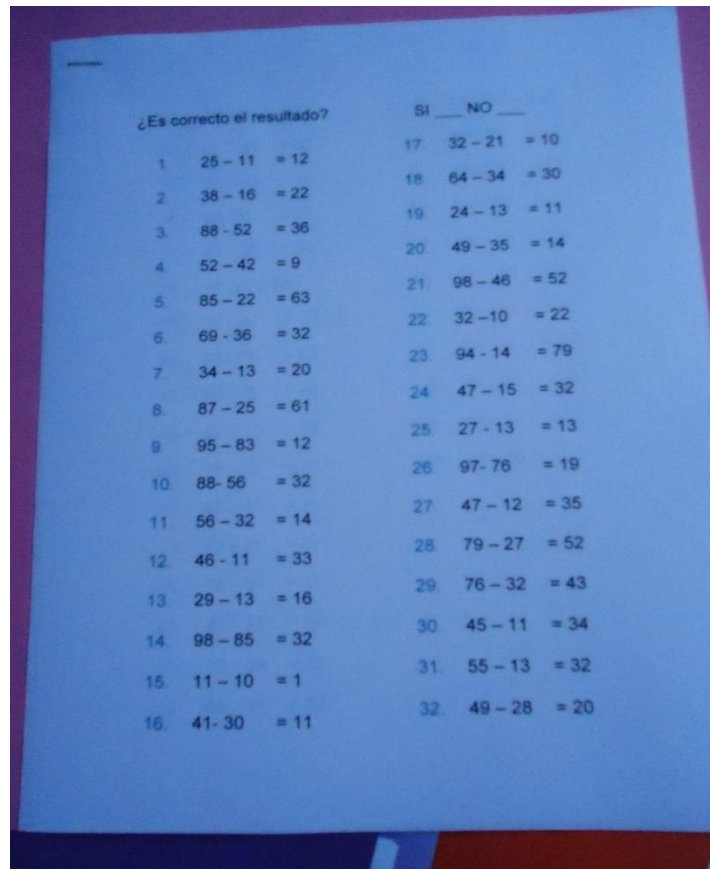 ¿Es correcto el resultado?
1. 25 – 11 = 12
2. 38 – 16 = 22
3. 88 - 52 = 36
4. 52 – 42 = 9
5. 85 – 22 = 63
6. 69 - 36 = 32
7. 34 – 13 = 20
8. 87 – 25 = 61
9. 95 – 83 = 12
10. 88- 56 = 32
11. 56 – 32 = 14
12. 46 - 11 = 33
13. 29 – 13 = 16
14. 98 – 85 = 32
15. 11 – 10 = 1
16. 41- 30 = 11
SI ___ NO ___
17. 32 – 21 = 10
18. 64 – 34 = 30
19. 24 – 13 = 11
20. 49 – 35 = 14
21. 98 – 46 = 52
22. 32 –10 = 22
23. 94 - 14 = 79
24. 47 – 15 = 32
25. 27 - 13 = 13
26. 97- 76 = 19
27. 47 – 12 = 35
28. 79 – 27 = 52
29. 76 – 32 = 43
30. 45 – 11 = 34
31. 55 – 13 = 32
32. 49 – 28 = 20